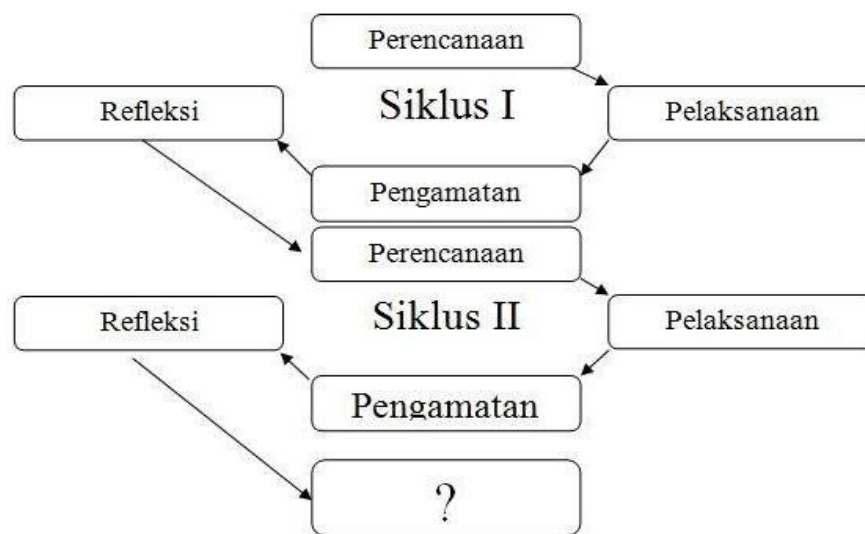 Perencanaan
Siklus I
Refleksi
Pelaksanaan
Pengamatan
Perencanaan
Siklus II
Refleksi
Pelaksanaan
Pengamatan
?